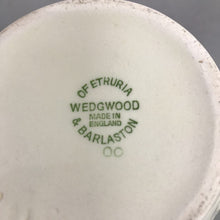 OF ETRURIA
WEDGWOOD
MADE IN
ENGLAND
& BARLASTON